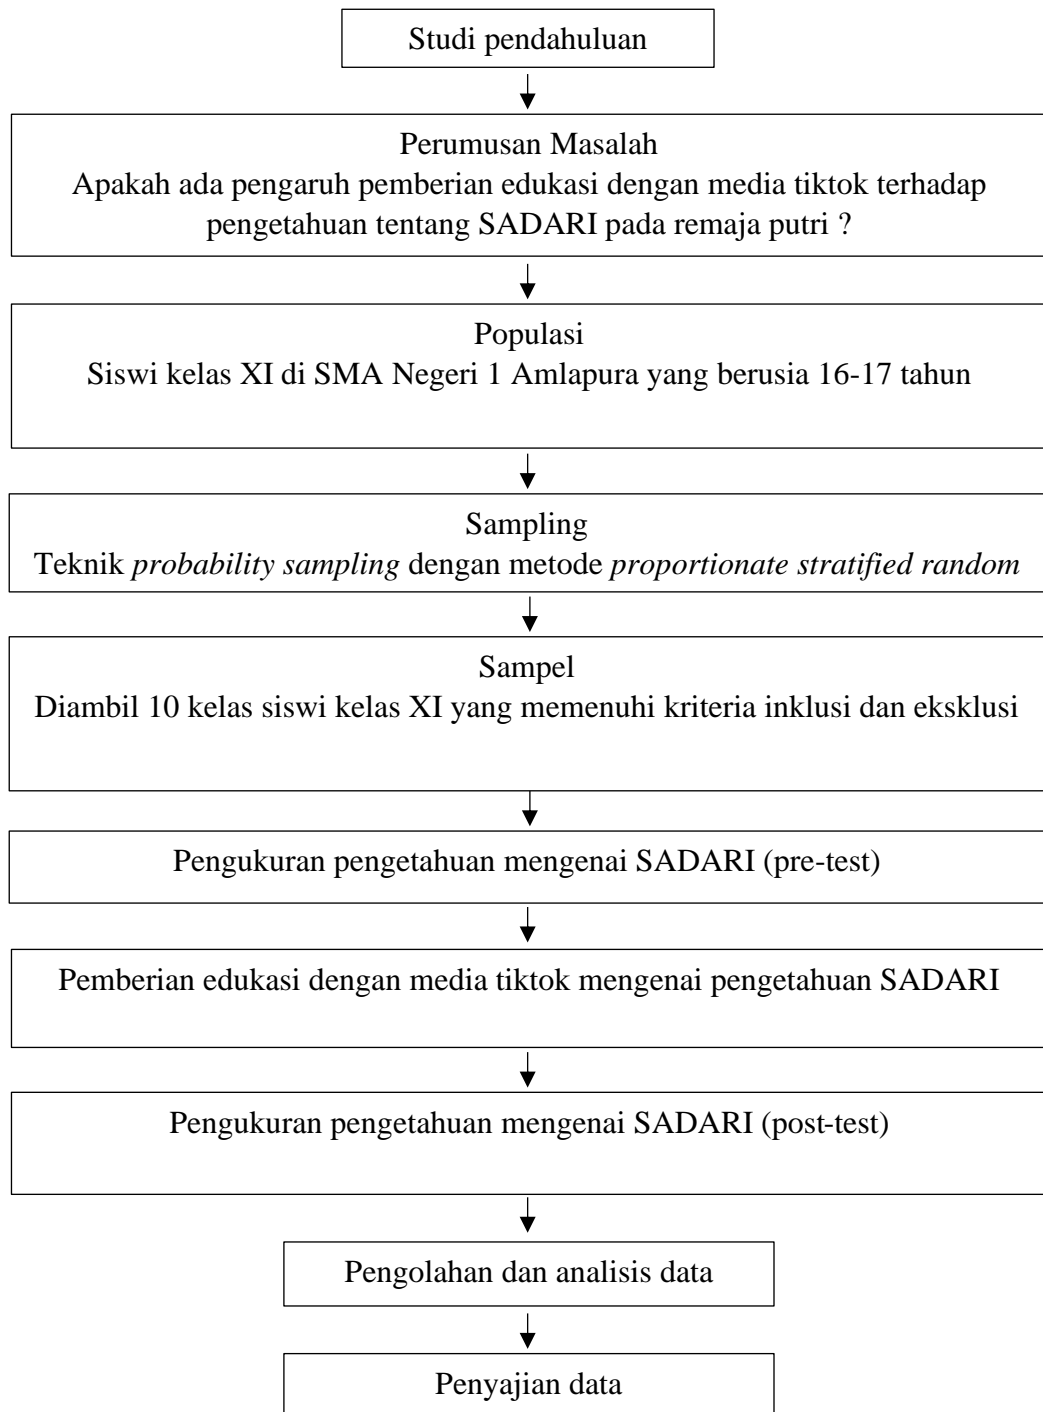 Studi pendahuluan
Perumusan Masalah
Apakah ada pengaruh pemberian edukasi dengan media tiktok terhadap
pengetahuan tentang SADARI pada remaja putri ?
Populasi
Siswi kelas XI di SMA Negeri 1 Amlapura yang berusia 16-17 tahun
Sampling
Teknik probability sampling dengan metode proportionate stratified random
Sampel
Diambil 10 kelas siswi kelas XI yang memenuhi kriteria inklusi dan eksklusi
Pengukuran pengetahuan mengenai SADARI (pre-test)
Pemberian edukasi dengan media tiktok mengenai pengetahuan SADARI
Pengukuran pengetahuan mengenai SADARI (post-test)
Pengolahan dan analisis data
Penyajian data